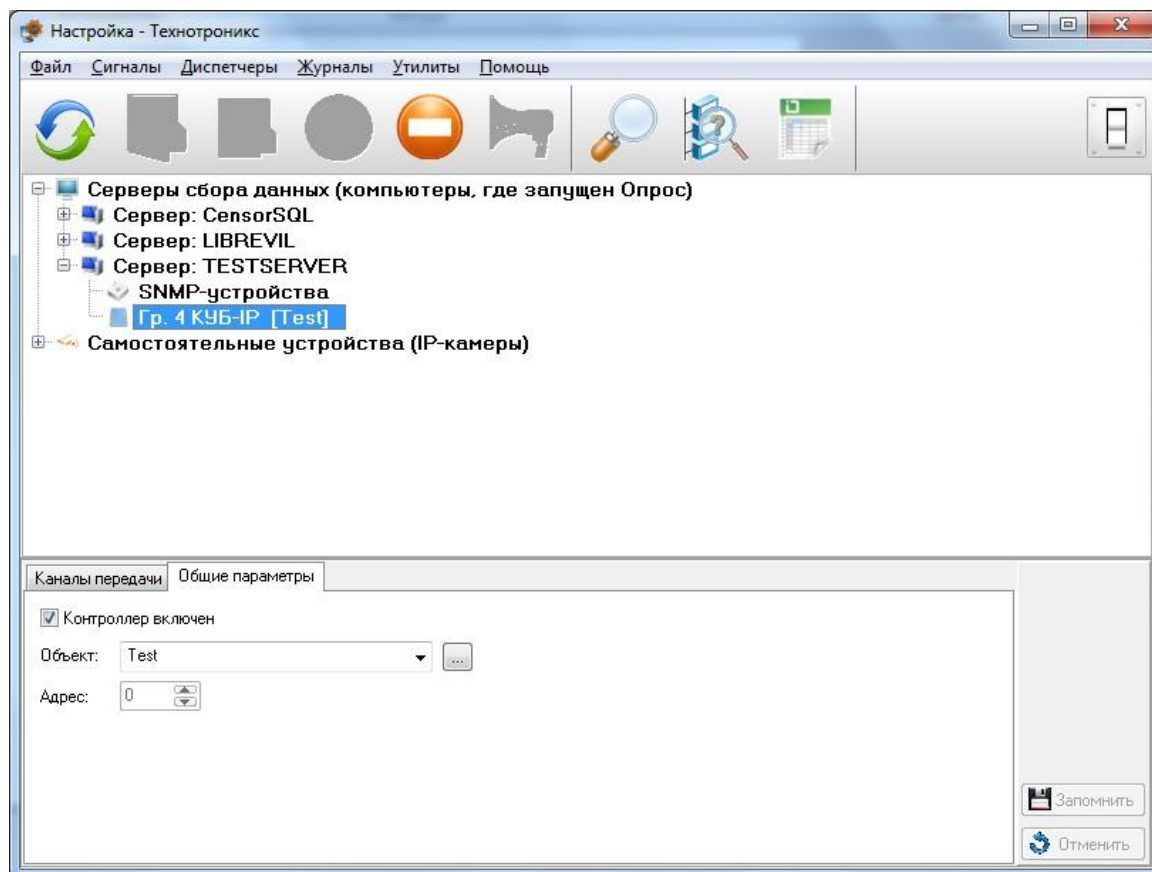 Настройка - Технотроникс
Файл Сигналы Диспетчеры Журналы Утилиты Помощь
Серверы сбора данных (компьютеры, где запущен Опрос)
Сервер: CensorSQL
Сервер: LIBREVIL
Сервер: TESTSERVER
SNMP-устройства
Гр. 4 КУБ-IP [Test]
Самостоятельные устройства (IP-камеры)
Каналы передачи Общие параметры
Контроллер включен
Объект: Test ...
Адрес: 0
Запомнить
Отменить